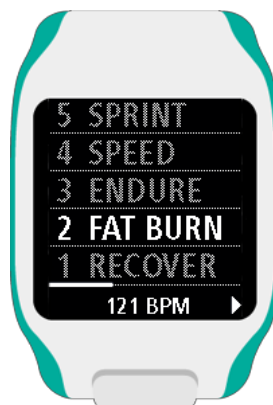 5 SPRINT
4 SPEED
3 ENDURE
2 FAT BURN
1 RECOVER
121 BPM